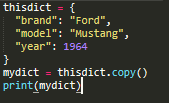 thisdict = {
  "brand": "Ford",
  "model": "Mustang",
  "year": 1964
}
mydict = thisdict.copy()
print(mydict)